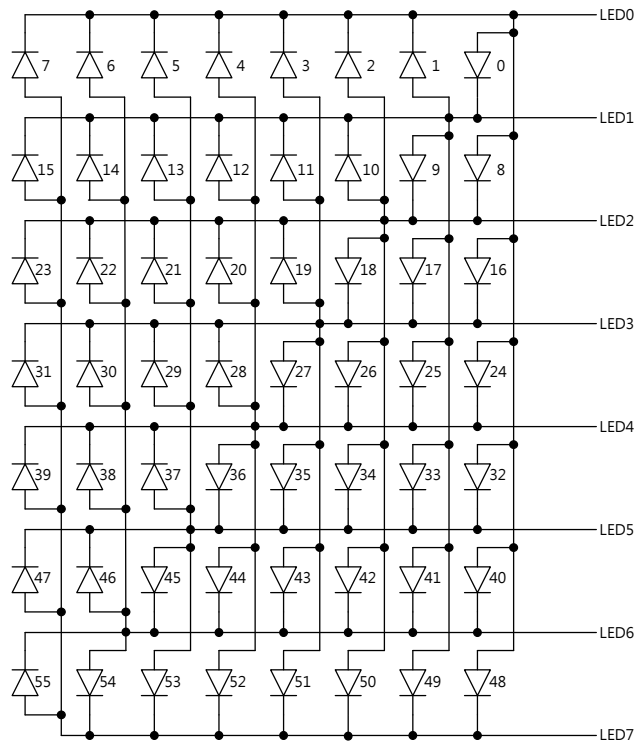 LED0
7 6 5 4 3 2 1 0
LED1
15 14 13 12 11 10 9 8
LED2
23 22 21 20 19 18 17 16
LED3
31 30 29 28 27 26 25 24
LED4
39 38 37 36 35 34 33 32
LED5
47 46 45 44 43 42 41 40
LED6
55 54 53 52 51 50 49 48
LED7